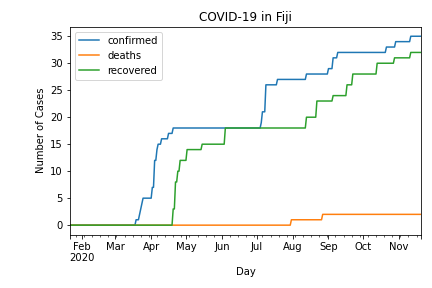 COVID-19 in Fiji
confirmed
deaths
recovered
Number of Cases
35
30
25
20
15
10
5
0
Feb Mar Apr May Jun Jul Aug Sep Oct Nov
2020
Day